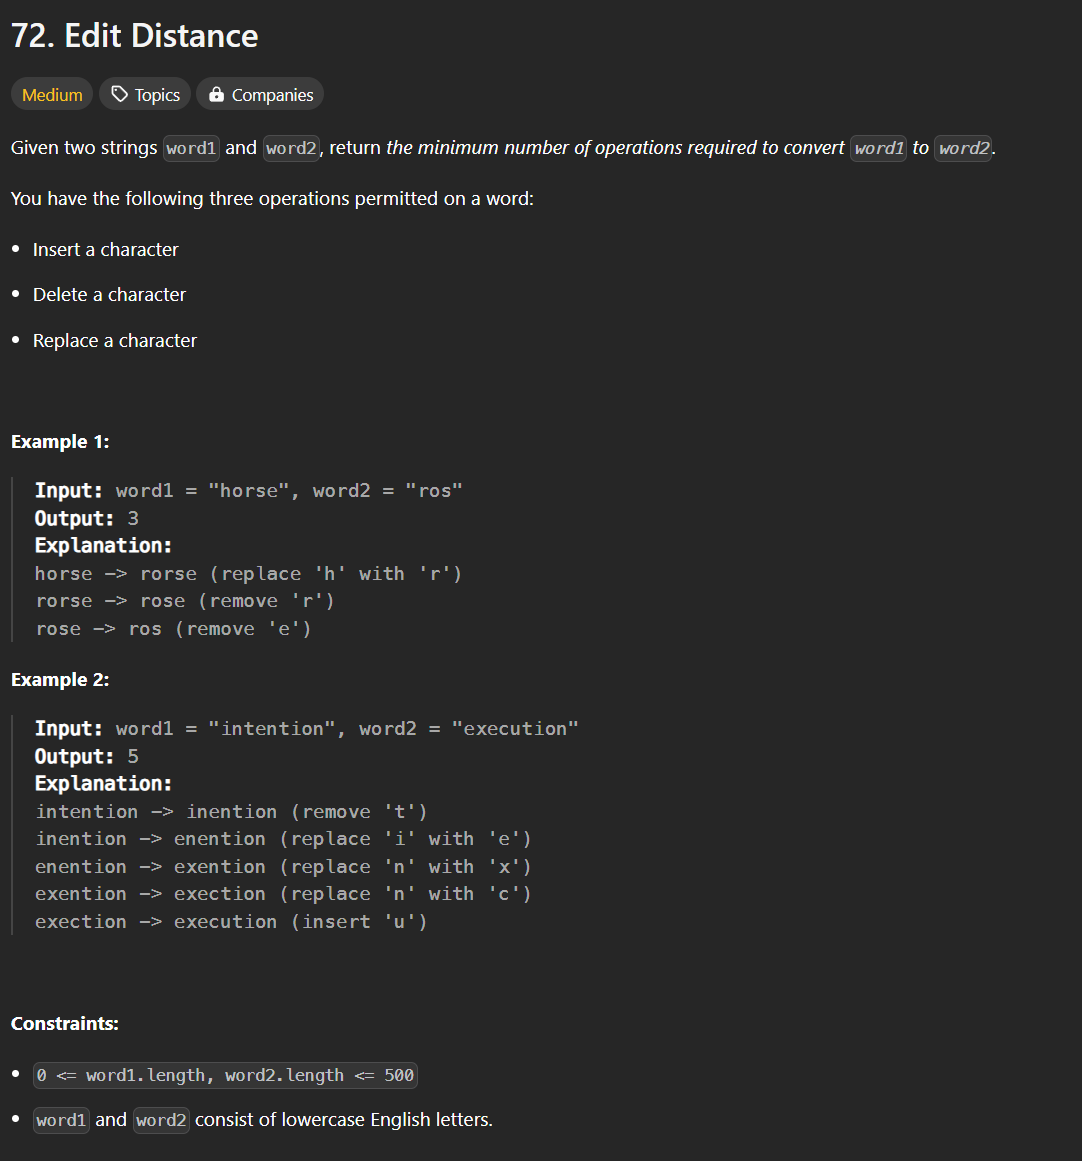 72. Edit Distance
Medium Topics Companies
Given two strings word1 and word2, return the minimum number of operations required to convert word1 to word2.
You have the following three operations permitted on a word:
• Insert a character
• Delete a character
• Replace a character
Example 1:
Input: word1 = "horse", word2 = "ros"
Output: 3
Explanation:
horse -> rorse (replace 'h' with 'r')
rorse -> rose (remove 'r')
rose -> ros (remove 'e')
Example 2:
Input: word1 = "intention", word2 = "execution"
Output: 5
Explanation:
intention -> inention (remove 't')
inention -> enention (replace 'i' with 'e')
enention -> exention (replace 'n' with 'x')
exention -> exection (replace 'n' with 'c')
exection -> execution (insert 'u')
Constraints:
• 0 <= word1.length, word2.length <= 500
• word1 and word2 consist of lowercase English letters.